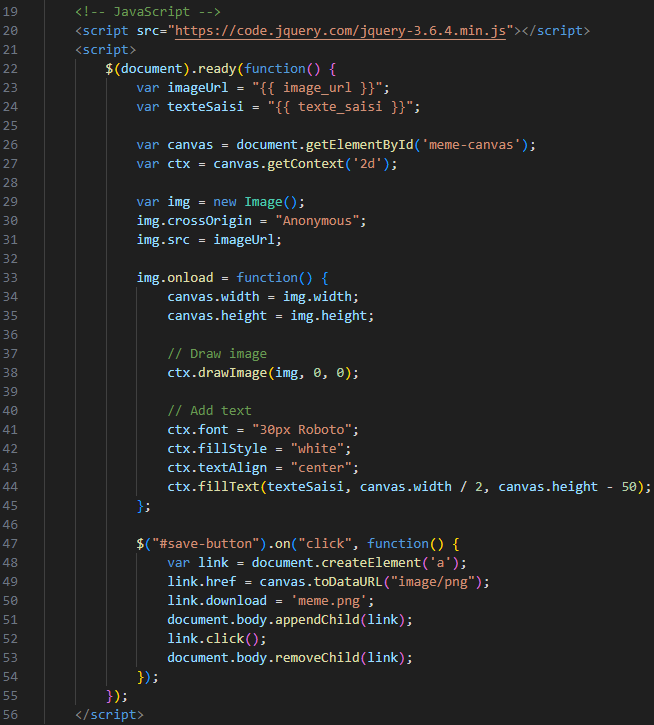 19 <!-- JavaScript -->
20 <script src="https://code.jquery.com/jquery-3.6.4.min.js"></script>
21 <script>
22 $(document).ready(function() {
23 var imageUrl = "{{ image_url }}";
24 var texteSaisi = "{{ texte_saisi }}";
25
26 var canvas = document.getElementById('meme-canvas');
27 var ctx = canvas.getContext('2d');
28
29 var img = new Image();
30 img.crossOrigin = "Anonymous";
31 img.src = imageUrl;
32
33 img.onload = function() {
34 canvas.width = img.width;
35 canvas.height = img.height;
36
37 // Draw image
38 ctx.drawImage(img, 0, 0);
39
40 // Add text
41 ctx.font = "30px Roboto";
42 ctx.fillStyle = "white";
43 ctx.textAlign = "center";
44 ctx.fillText(texteSaisi, canvas.width / 2, canvas.height - 50);
45 };
46
47 $("#save-button").on("click", function() {
48 var link = document.createElement('a');
49 link.href = canvas.toDataURL("image/png");
50 link.download = 'meme.png';
51 document.body.appendChild(link);
52 link.click();
53 document.body.removeChild(link);
54 });
55 });
56 </script>